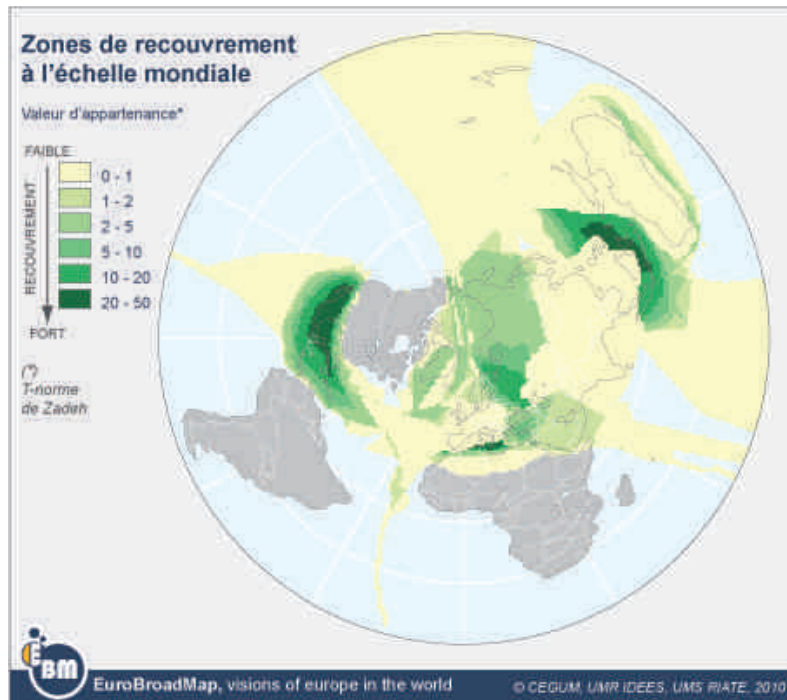 Zones de recouvrement
à l'échelle mondiale
Valeur d'appartenance*
FAIBLE
RECOUVREMENT
0 - 1
1 - 2
2 - 5
5 - 10
10 - 20
20 - 50
FORT
(*)
T-norme
de Zadeh
EBM
EuroBroadMap, visions of europe in the world
© CEGUM, UMR IDEES, UMS RIATE, 2010